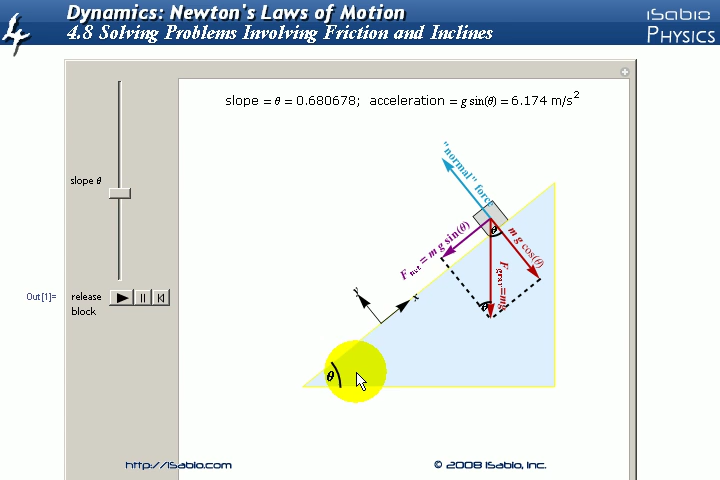 Dynamics: Newton's Laws of Motion
4.8 Solving Problems Involving Friction and Inclines
iSabio
PHYSICS
slope = θ = 0.680678; acceleration = g sin(θ) = 6.174 m/s²
"normal" force
slope θ
F net = m g sin(θ)
θ
m g cos(θ)
F grav = mg
θ
y
x
Out[1]=
release
block
θ
http://iSabio.com
© 2008 iSabio, Inc.